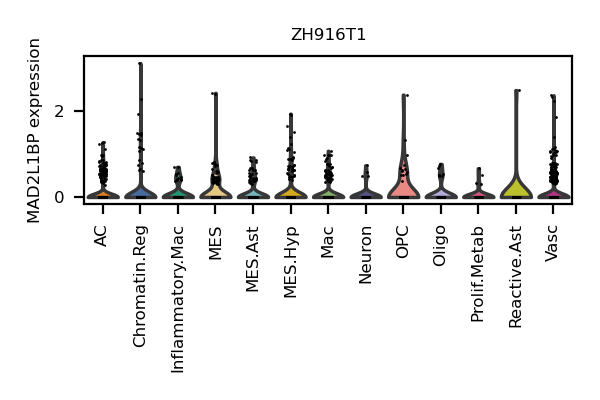 ZH916T1
MAD2L1BP expression
2
0
AC
Chromatin.Reg
Inflammatory.Mac
MES
MES.Ast
MES.Hyp
Mac
Neuron
OPC
Oligo
Prolif.Metab
Reactive.Ast
Vasc